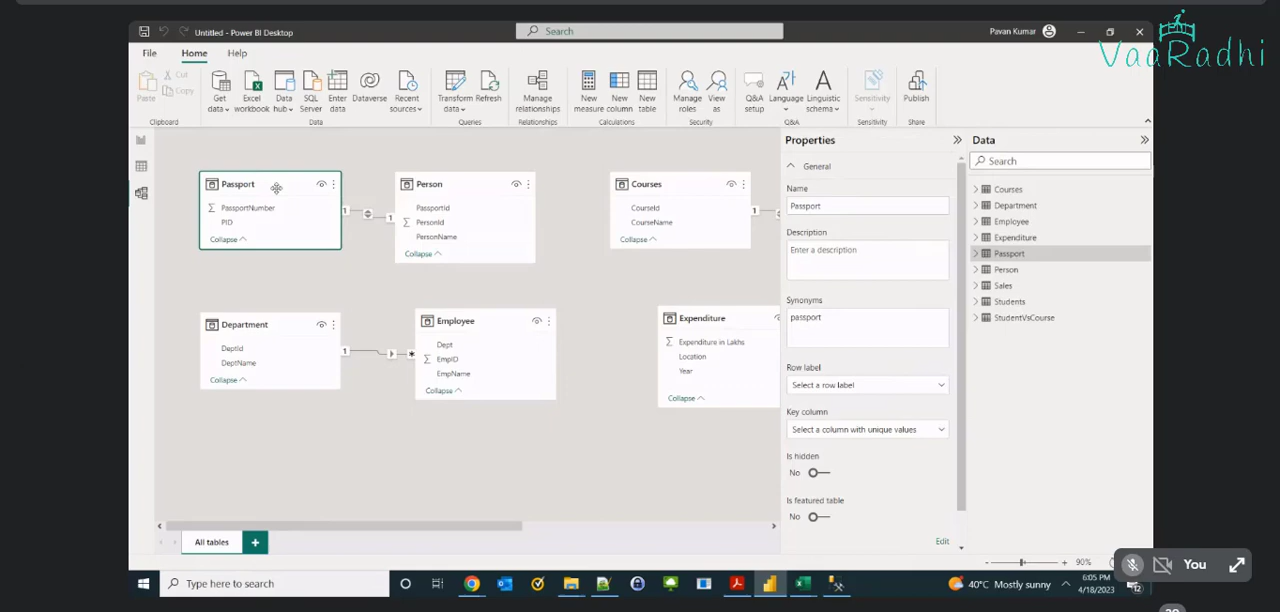 Untitled - Power BI Desktop
Search
Pavan Kumar
VaaRadhi
File
Home
Help
Paste
Cut
Copy
Get data
Excel workbook
Data hub
SQL Server
Enter data
Dataverse
Recent sources
Transform data
Refresh
Manage relationships
New measure
New column
New table
Manage roles
View as
Q&A setup
Language
Linguistic schema
Sensitivity
Publish
Clipboard
Data
Queries
Relationships
Calculations
Security
Q&A
Sensitivity
Share
Passport
PassportNumber
PID
Collapse
1
1
Person
PassportId
PersonId
PersonName
Collapse
Courses
CourseId
CourseName
Collapse
1
Department
DeptId
DeptName
Collapse
1
*
Employee
Dept
EmpID
EmpName
Collapse
Expenditure
Expenditure in Lakhs
Location
Year
Collapse
Properties
General
Name
Passport
Description
Enter a description
Synonyms
passport
Row label
Select a row label
Key column
Select a column with unique values
Is hidden
No
Is featured table
No
Edit
Data
Search
Courses
Department
Employee
Expenditure
Passport
Person
Sales
Students
StudentVsCourse
All tables
+
- + 90%
You
Type here to search
40°C Mostly sunny
6:05 PM
4/18/2023
12